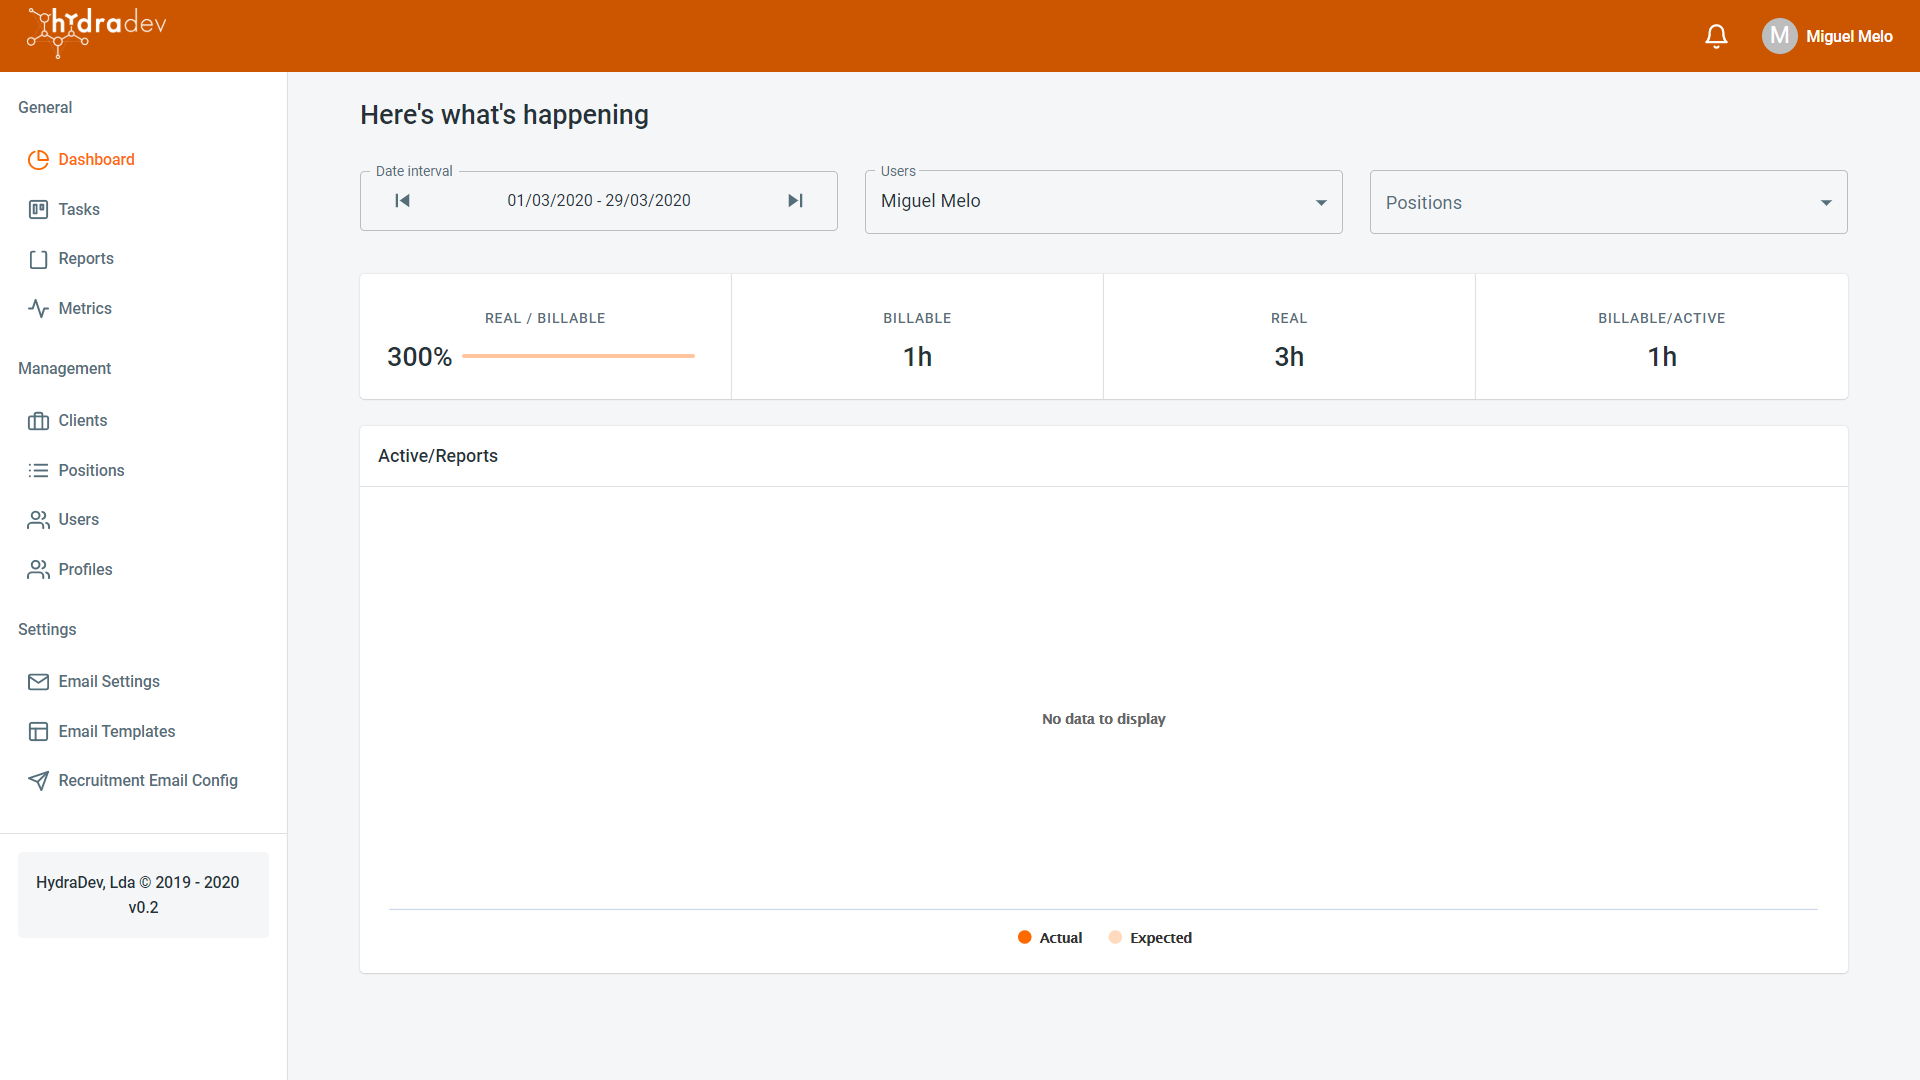 hydradev
M
Miguel Melo
General
Dashboard
Tasks
Reports
Metrics
Management
Clients
Positions
Users
Profiles
Settings
Email Settings
Email Templates
Recruitment Email Config
HydraDev, Lda © 2019 - 2020
v0.2
Here's what's happening
Date interval
01/03/2020 - 29/03/2020
Users
Miguel Melo
Positions
REAL / BILLABLE
300%
BILLABLE
1h
REAL
3h
BILLABLE/ACTIVE
1h
Active/Reports
No data to display
Actual
Expected